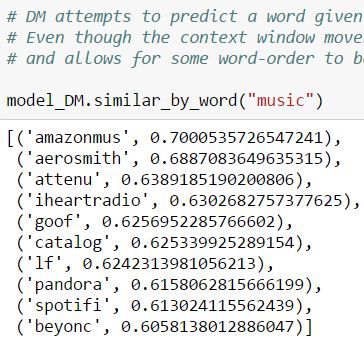 # DM attempts to predict a word given
# Even though the context window move
# and allows for some word-order to b
model_DM.similar_by_word("music")
[('amazonmus', 0.7000535726547241),
('aerosmith', 0.6887083649635315),
('attenu', 0.6389185190200806),
('iheartradio', 0.6302682757377625),
('goof', 0.6256952285766602),
('catalog', 0.625339925289154),
('lf', 0.6242313981056213),
('pandora', 0.6158062815666199),
('spotifi', 0.613024115562439),
('beyonc', 0.6058138012886047)]